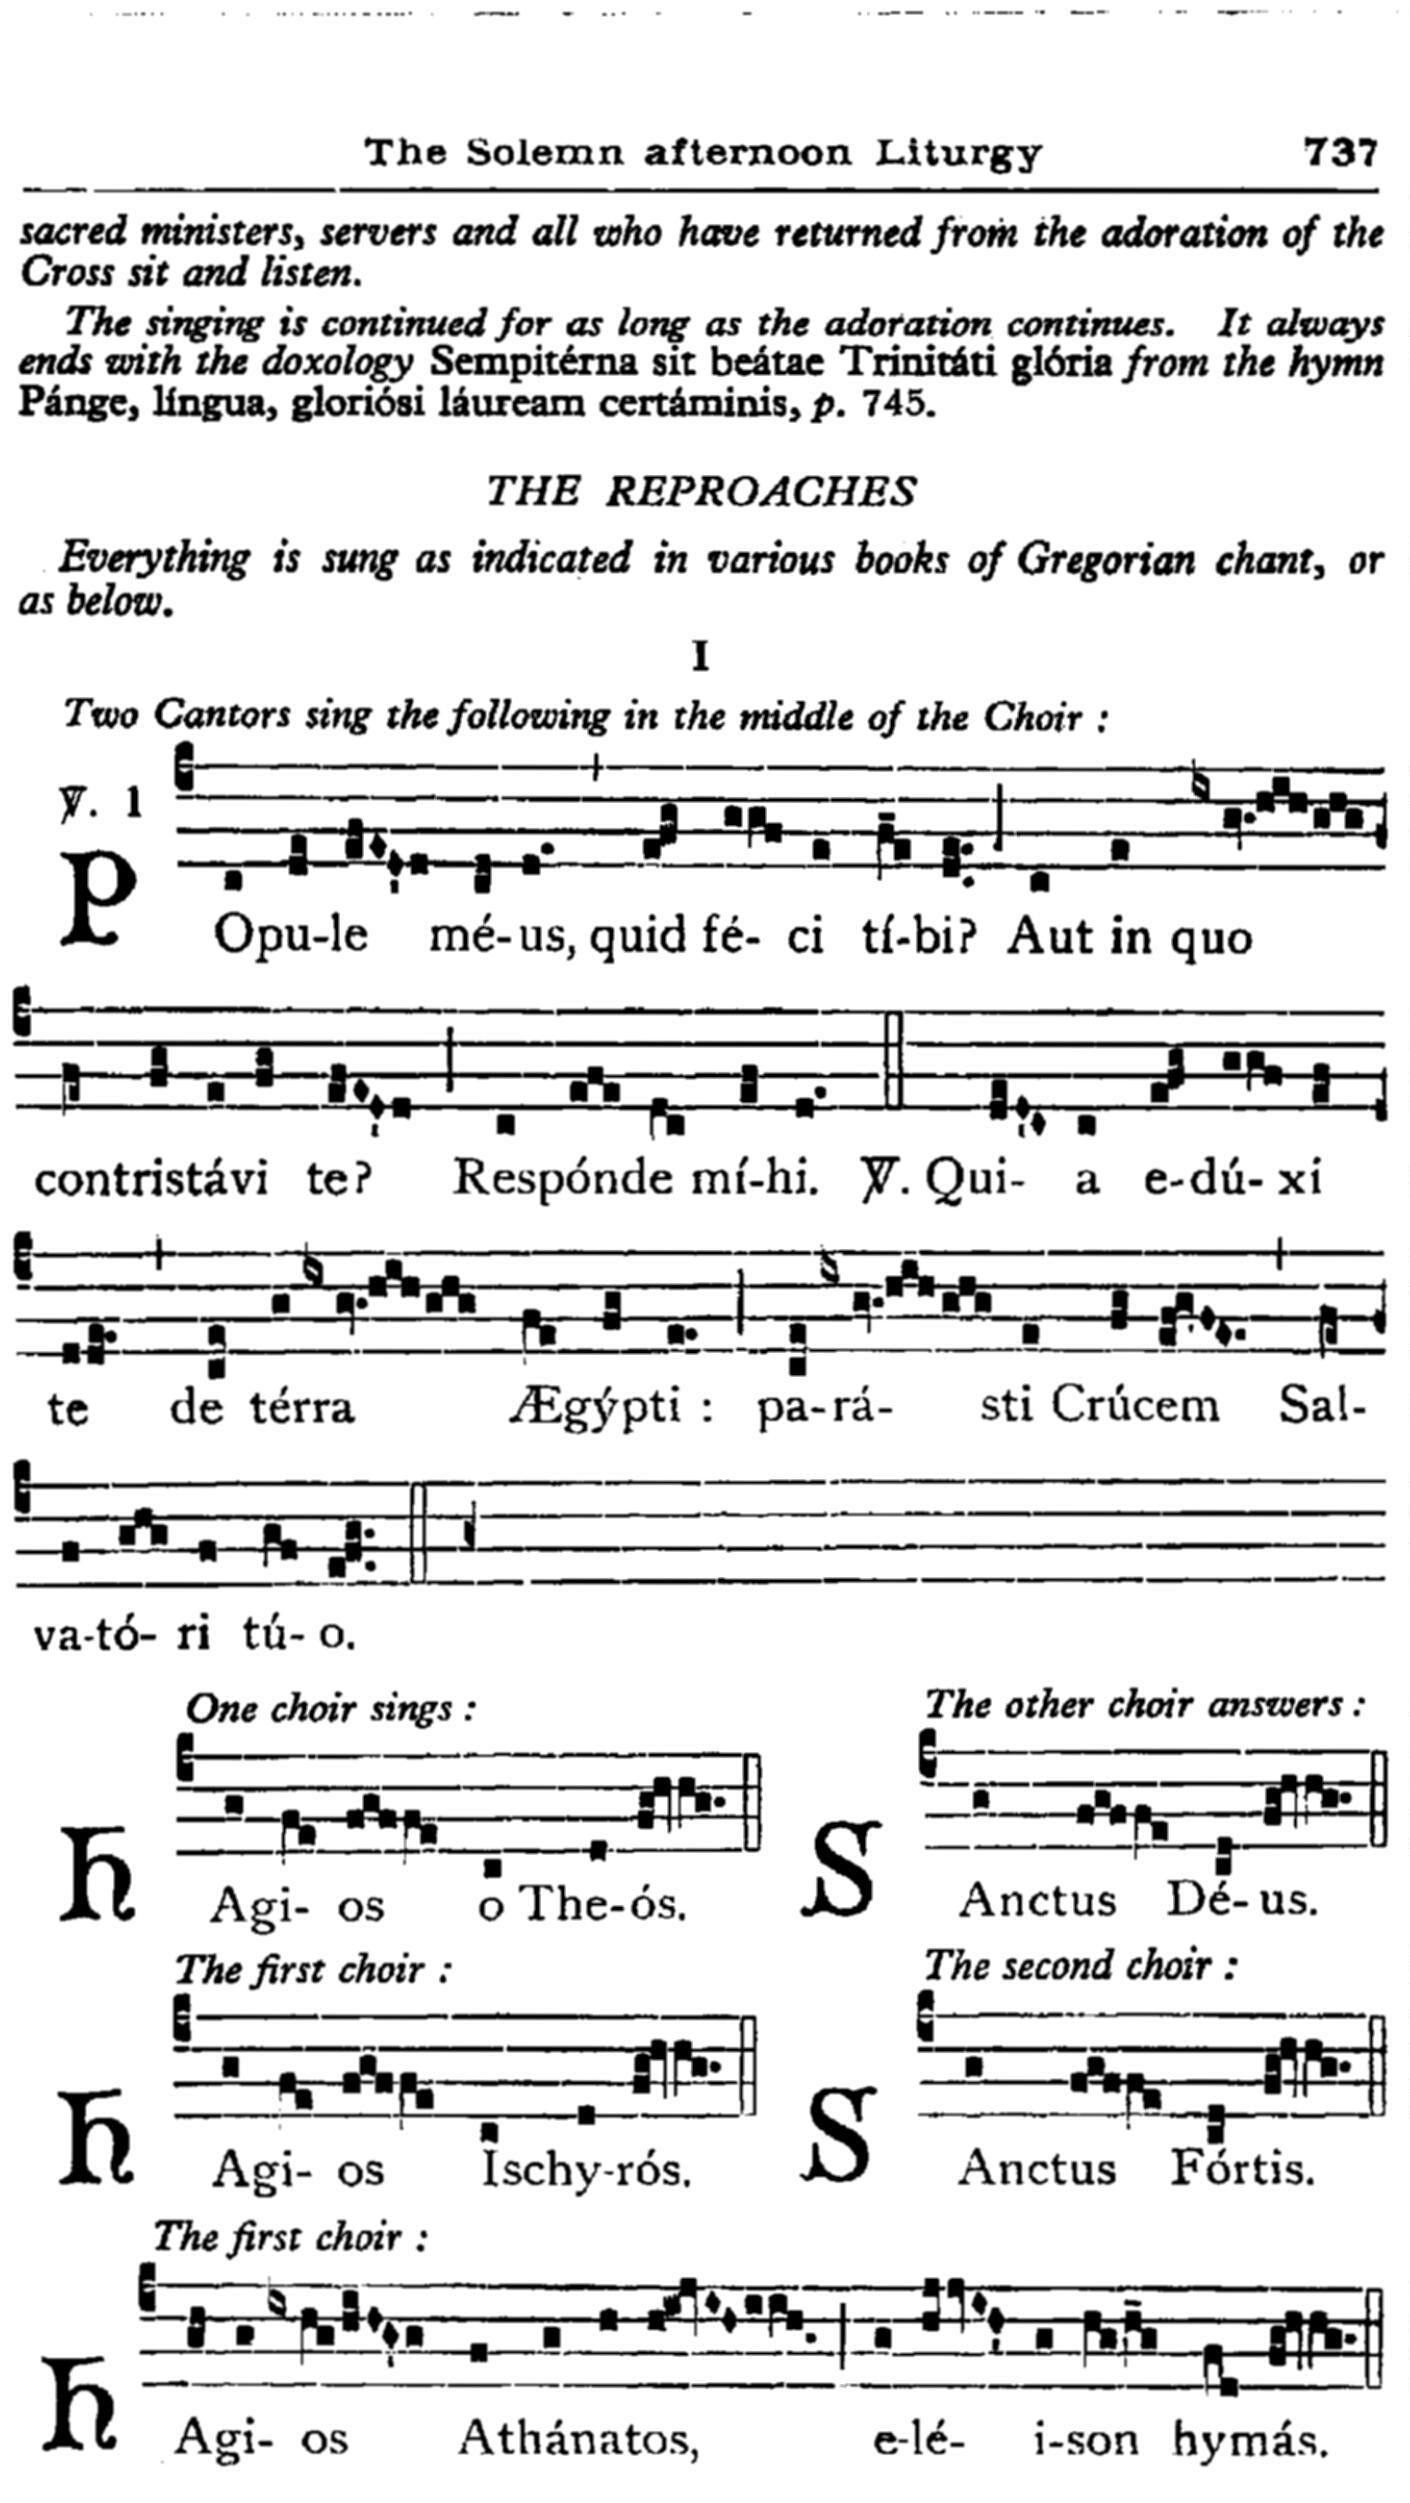 The Solemn afternoon Liturgy 737
sacred ministers, servers and all who have returned from the adoration of the
Cross sit and listen.
The singing is continued for as long as the adoration continues. It always
ends with the doxology Sempitérna sit beátae Trinitáti glória from the hymn
Pánge, língua, gloriósi láuream certáminis, p. 745.
THE REPROACHES
Everything is sung as indicated in various books of Gregorian chant, or
as below.
I
Two Cantors sing the following in the middle of the Choir :
℣. 1
POpu-le mé-us, quid fé- ci tí-bi? Aut in quo
contristávi te? Respónde mí-hi. ℣. Qui- a e-dú- xi
te de térra Ægýpti : pa-rá- sti Crúcem Sal-
va-tó- ri tú- o.
One choir sings :
HAgi- os o The-ós.
The other choir answers :
SAnctus Dé- us.
The first choir :
HAgi- os Ischy-rós.
The second choir :
SAnctus Fórtis.
The first choir :
HAgi- os Athánatos, e-lé- i-son hymás.